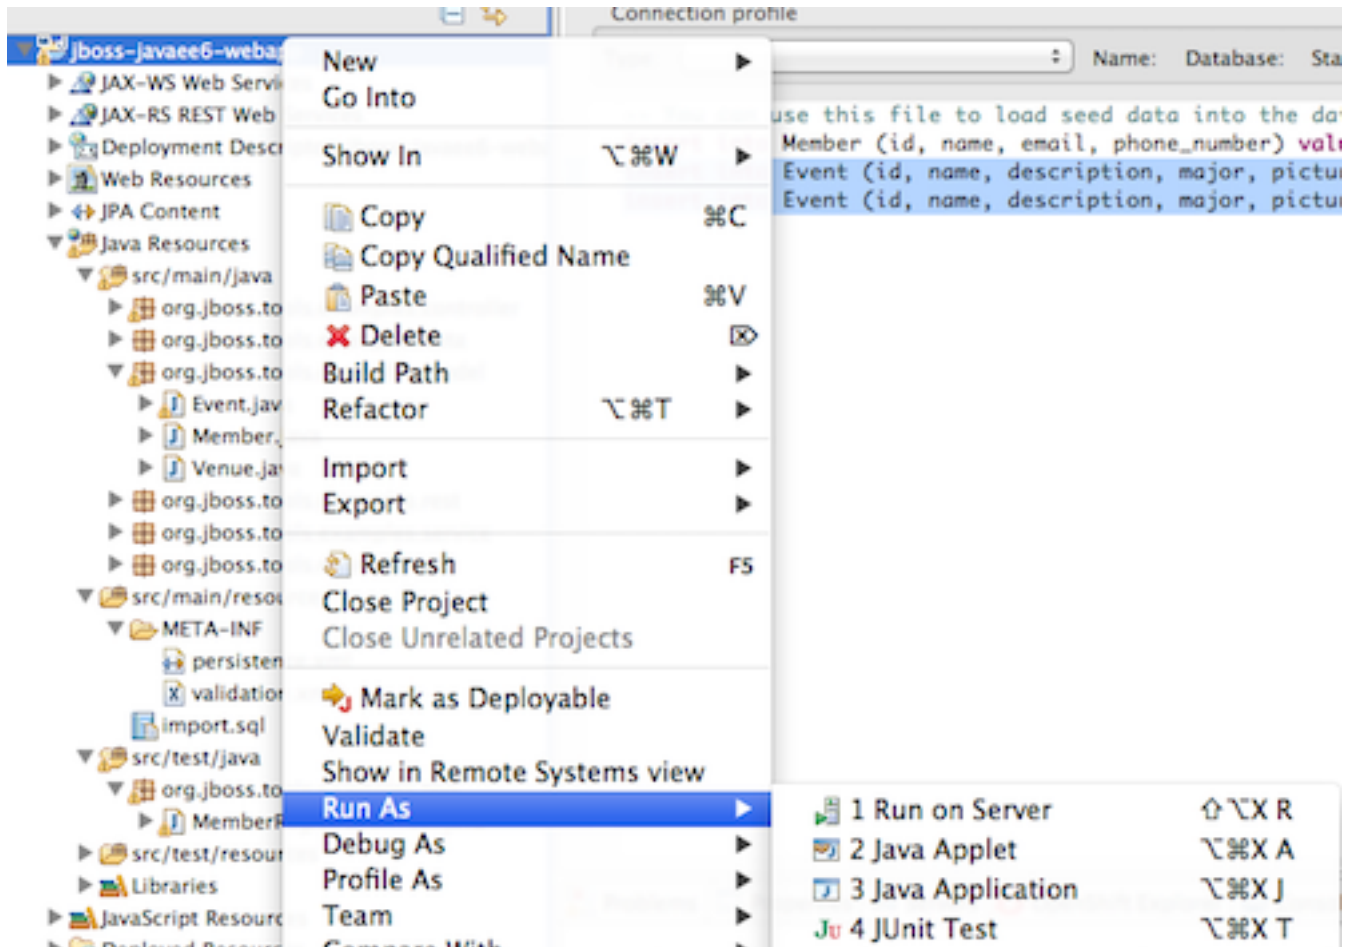 Connection profile
Name: Database: Sta
use this file to load seed data into the da
Member (id, name, email, phone_number) valu
Event (id, name, description, major, pictu
Event (id, name, description, major, pictu
jboss-javaee6-webap
JAX-WS Web Servi
JAX-RS REST Web
Deployment Descr
Web Resources
JPA Content
Java Resources
src/main/java
org.jboss.to
org.jboss.to
org.jboss.to
Event.jav
Member.
Venue.ja
org.jboss.to
org.jboss.to
org.jboss.to
src/main/resou
META-INF
persisten
validation
import.sql
src/test/java
org.jboss.to
MemberR
src/test/resour
Libraries
JavaScript Resourc
Deployed Resour
New
Go Into
Show In ⌥⌘W
Copy ⌘C
Copy Qualified Name
Paste ⌘V
Delete ⌦
Build Path
Refactor ⌥⌘T
Import
Export
Refresh F5
Close Project
Close Unrelated Projects
Mark as Deployable
Validate
Show in Remote Systems view
Run As
Debug As
Profile As
Team
Compare With
1 Run on Server ⇧⌥X R
2 Java Applet ⌥⌘X A
3 Java Application ⌥⌘X J
4 JUnit Test ⌥⌘X T